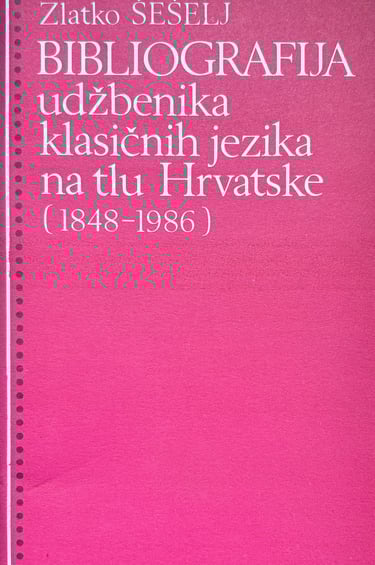 Zlatko ŠEŠELJ
BIBLIOGRAFIJA
udžbenika
klasičnih jezika
na tlu Hrvatske
(1848–1986)